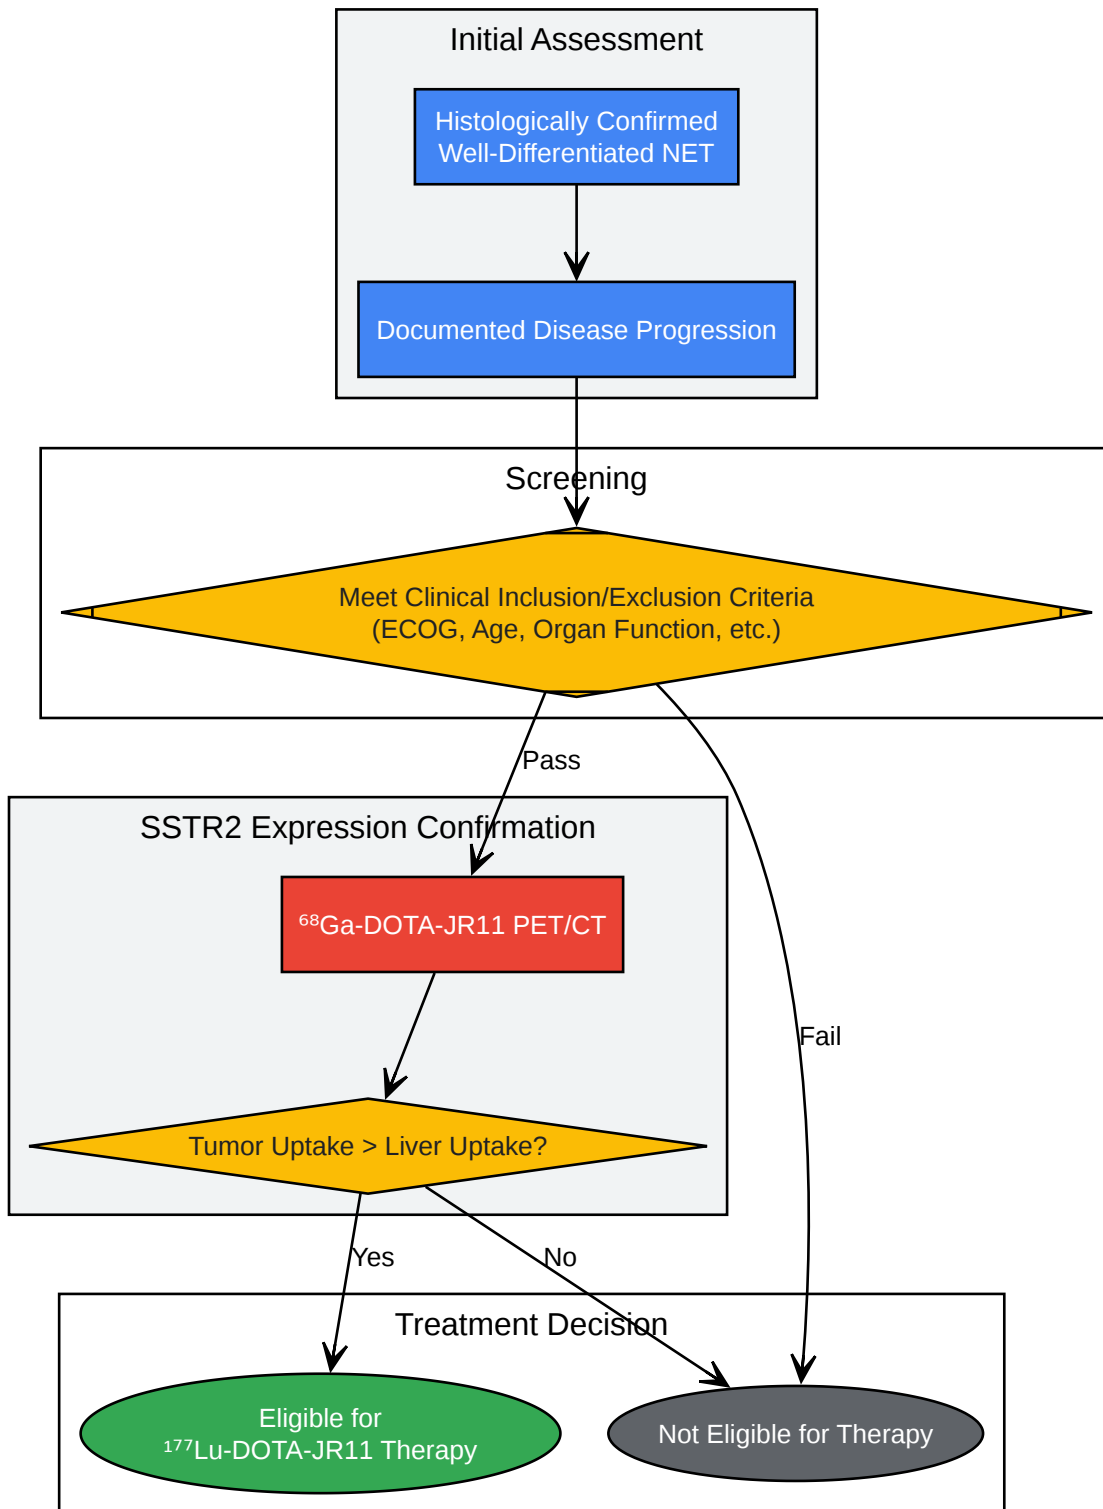 Initial Assessment
Histologically Confirmed
Well-Differentiated NET
Documented Disease Progression
Screening
Meet Clinical Inclusion/Exclusion Criteria
(ECOG, Age, Organ Function, etc.)
Pass
SSTR2 Expression Confirmation
⁶⁸Ga-DOTA-JR11 PET/CT
Fail
Tumor Uptake > Liver Uptake?
Yes
No
Treatment Decision
Eligible for
¹⁷⁷Lu-DOTA-JR11 Therapy
Not Eligible for Therapy